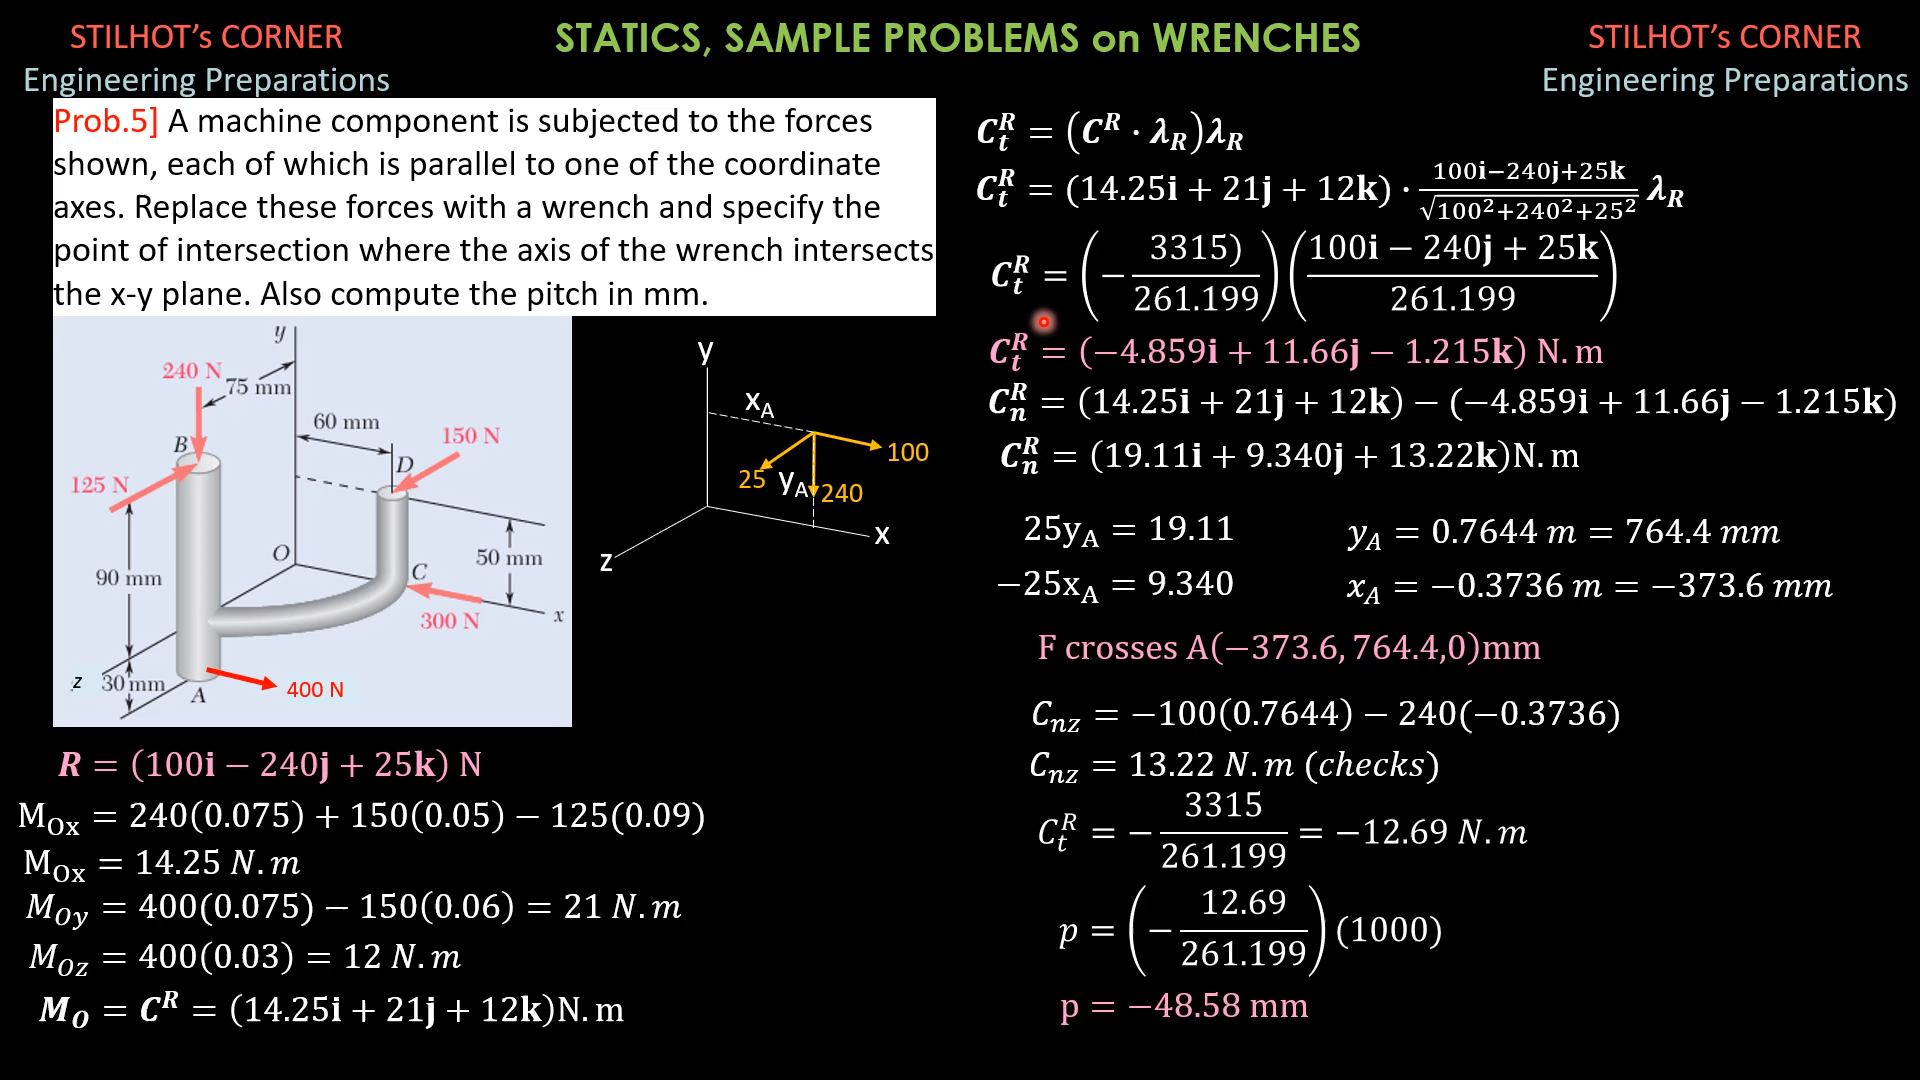 STILHOT's CORNER
Engineering Preparations
STATICS, SAMPLE PROBLEMS on WRENCHES
STILHOT's CORNER
Engineering Preparations
Prob.5] A machine component is subjected to the forces
shown, each of which is parallel to one of the coordinate
axes. Replace these forces with a wrench and specify the
point of intersection where the axis of the wrench intersects
the x-y plane. Also compute the pitch in mm.
y
240 N
75 mm
60 mm
150 N
B
D
125 N
O
50 mm
90 mm
C
x
300 N
z
30 mm
A
400 N
y
x_A
100
25
y_A
240
x
z
R = (100i − 240j + 25k) N
M_Ox = 240(0.075) + 150(0.05) − 125(0.09)
M_Ox = 14.25 N.m
M_Oy = 400(0.075) − 150(0.06) = 21 N.m
M_Oz = 400(0.03) = 12 N.m
M_O = C^R = (14.25i + 21j + 12k)N.m
C_t^R = (C^R · λ_R)λ_R
C_t^R = (14.25i + 21j + 12k) · (100i−240j+25k)/√(100²+240²+25²) λ_R
C_t^R = (− 3315)/261.199)((100i − 240j + 25k)/261.199)
C_t^R = (−4.859i + 11.66j − 1.215k) N.m
C_n^R = (14.25i + 21j + 12k) − (−4.859i + 11.66j − 1.215k)
C_n^R = (19.11i + 9.340j + 13.22k)N.m
25y_A = 19.11 y_A = 0.7644 m = 764.4 mm
−25x_A = 9.340 x_A = −0.3736 m = −373.6 mm
F crosses A(−373.6, 764.4,0)mm
C_nz = −100(0.7644) − 240(−0.3736)
C_nz = 13.22 N.m (checks)
C_t^R = − 3315/261.199 = −12.69 N.m
p = (− 12.69/261.199)(1000)
p = −48.58 mm